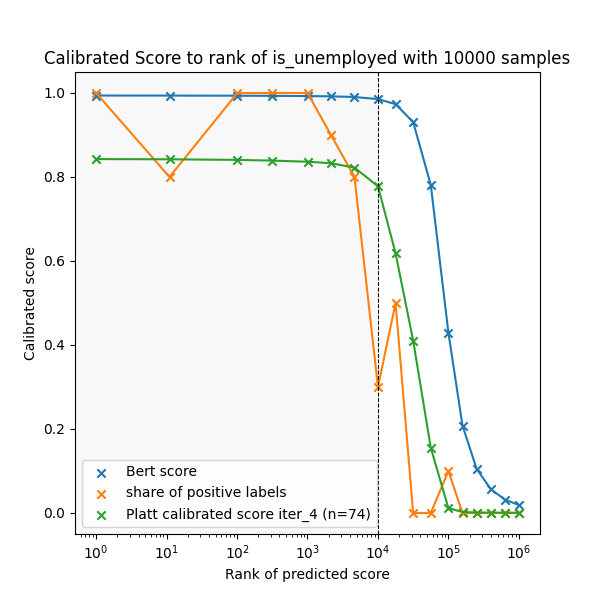 Calibrated Score to rank of is_unemployed with 10000 samples
Calibrated score
1.0
0.8
0.6
0.4
0.2
0.0
Bert score
share of positive labels
Platt calibrated score iter_4 (n=74)
10⁰
10¹
10²
10³
10⁴
10⁵
10⁶
Rank of predicted score